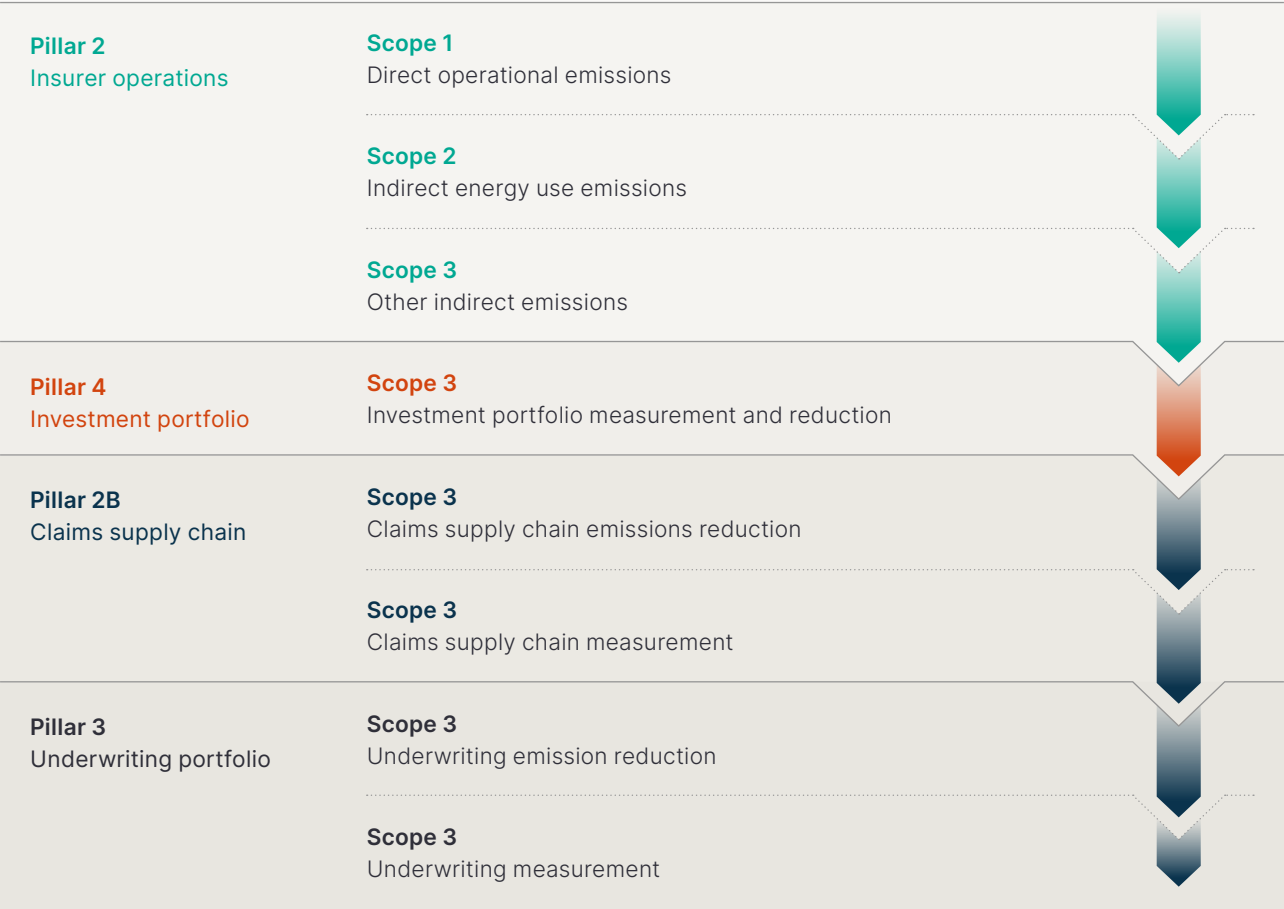 Pillar 2
Insurer operations
Scope 1
Direct operational emissions
Scope 2
Indirect energy use emissions
Scope 3
Other indirect emissions
Pillar 4
Investment portfolio
Scope 3
Investment portfolio measurement and reduction
Pillar 2B
Claims supply chain
Scope 3
Claims supply chain emissions reduction
Scope 3
Claims supply chain measurement
Pillar 3
Underwriting portfolio
Scope 3
Underwriting emission reduction
Scope 3
Underwriting measurement